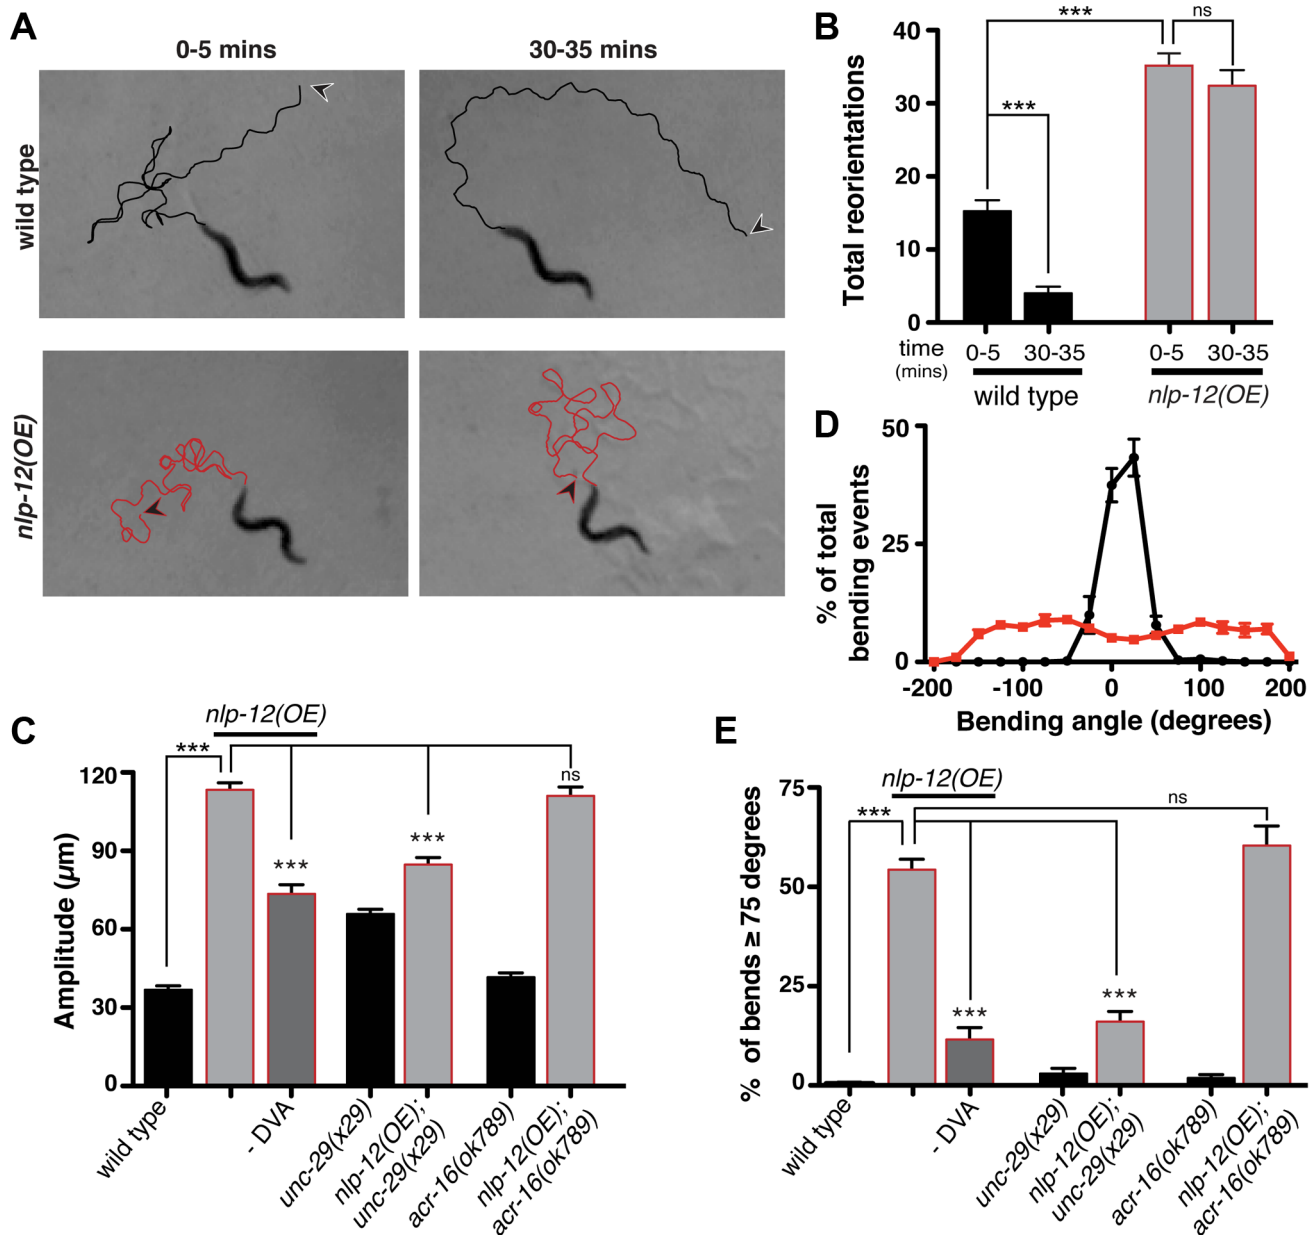 A
0-5 mins
30-35 mins
wild type
nlp-12(OE)
B
***
ns
***
Total reorientations
40
30
20
10
0
time
(mins)
0-5
30-35
0-5
30-35
wild type
nlp-12(OE)
C
nlp-12(OE)
***
***
***
ns
Amplitude (µm)
120
90
60
30
0
wild type
- DVA
unc-29(x29)
nlp-12(OE);
unc-29(x29)
acr-16(ok789)
nlp-12(OE);
acr-16(ok789)
D
% of total
bending events
50
25
0
-200
-100
0
100
200
Bending angle (degrees)
E
nlp-12(OE)
***
ns
***
***
% of bends ≥ 75 degrees
75
50
25
0
wild type
- DVA
unc-29(x29)
nlp-12(OE);
unc-29(x29)
acr-16(ok789)
nlp-12(OE);
acr-16(ok789)